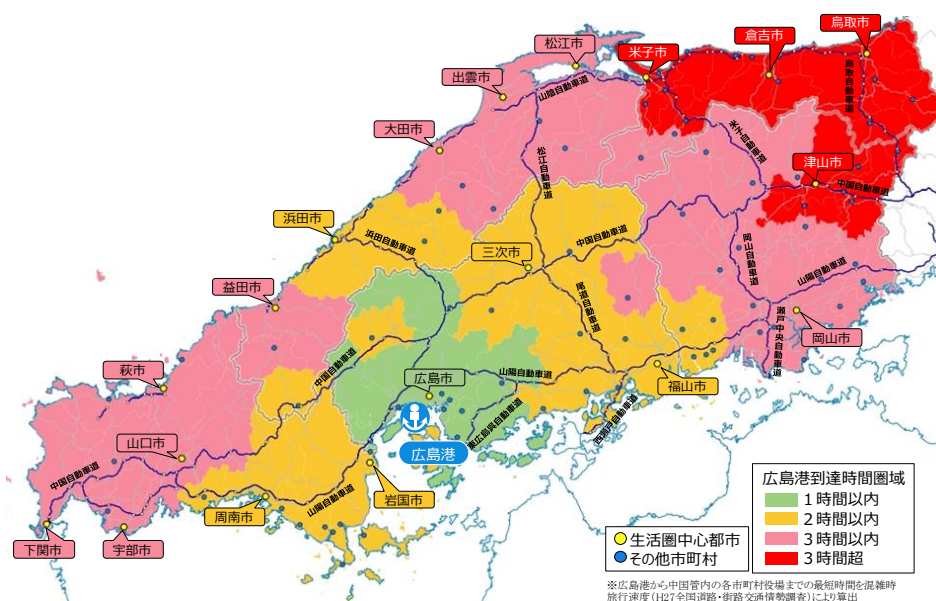 鳥取市
松江市
倉吉市
米子市
出雲市
山陰自動車道
鳥取自動車道
大田市
米子自動車道
松江自動車道
津山市
中国自動車道
浜田市
浜田自動車道
三次市
中国自動車道
岡山自動車道
山陽自動車道
益田市
尾道自動車道
瀬戸中央自動車道
岡山市
中国自動車道
萩市
広島市
山陽自動車道
福山市
東広島呉自動車道
西瀬戸自動車道
広島港
山口市
中国自動車道
岩国市
山陽自動車道
周南市
下関市
宇部市
広島港到達時間圏域
1時間以内
2時間以内
3時間以内
3時間超
生活圏中心都市
その他市町村
※広島港から中国管内の各市町村役場までの最短時間を混雑時
旅行速度(H27全国道路・街路交通情勢調査)により算出